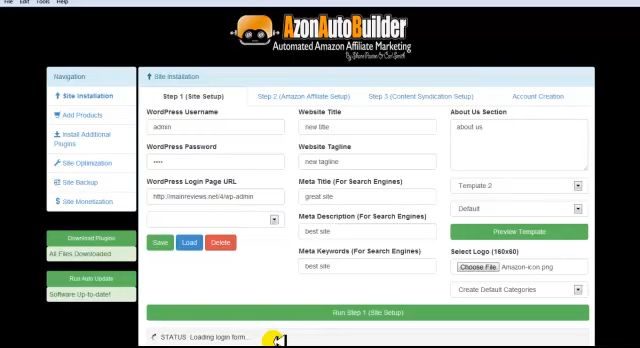 File Edit Tools Help
AzonAutoBuilder
Automated Amazon Affiliate Marketing
Navigation
Site Installation
Add Products
Install Additional
Plugins
Site Optimization
Site Backup
Site Monetization
Download Plugins
All Files Downloaded
Run Auto Update
Software Up-to-date!
Site Installation
Step 1 (Site Setup)
Step 2 (Amazon Affiliate Setup)
Step 3 (Content Syndication Setup)
Account Creation
WordPress Username
admin
WordPress Password
••••
WordPress Login Page URL
http://mainreviews.net/4/wp-admin
Save Load Delete
Website Title
new title
Website Tagline
new tagline
Meta Title (For Search Engines)
great site
Meta Description (For Search Engines)
best site
Meta Keywords (For Search Engines)
best site
About Us Section
about us
Template 2
Default
Preview Template
Select Logo (160x60)
Choose File Amazon-icon.png
Create Default Categories
Run Step 1 (Site Setup)
STATUS Loading login form...